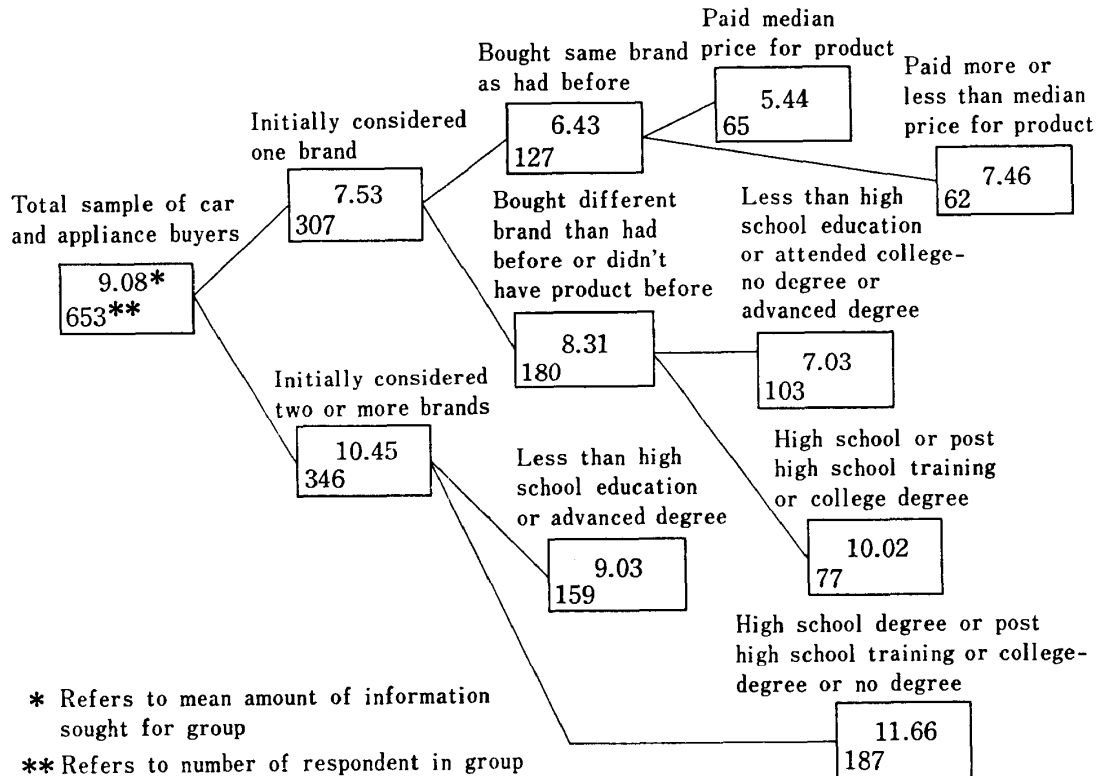 Total sample of car
and appliance buyers
9.08*
653**
Initially considered
one brand
7.53
307
Initially considered
two or more brands
10.45
346
Bought same brand
as had before
6.43
127
Bought different
brand than had
before or didn't
have product before
8.31
180
Less than high
school education
or advanced degree
9.03
159
Paid median
price for product
5.44
65
Paid more or
less than median
price for product
7.46
62
Less than high
school education
or attended college-
no degree or
advanced degree
7.03
103
High school or post
high school training
or college degree
10.02
77
High school degree or post
high school training or college-
degree or no degree
11.66
187
* Refers to mean amount of information
sought for group
** Refers to number of respondent in group